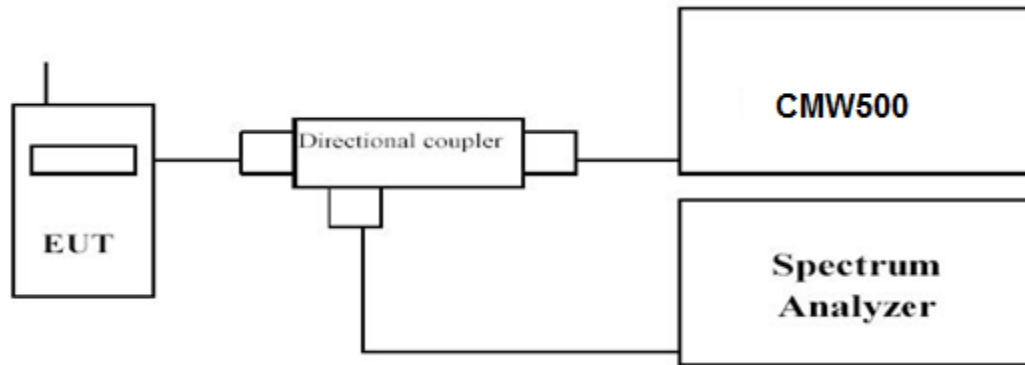 CMW500
Directional coupler
EUT
Spectrum
Analyzer